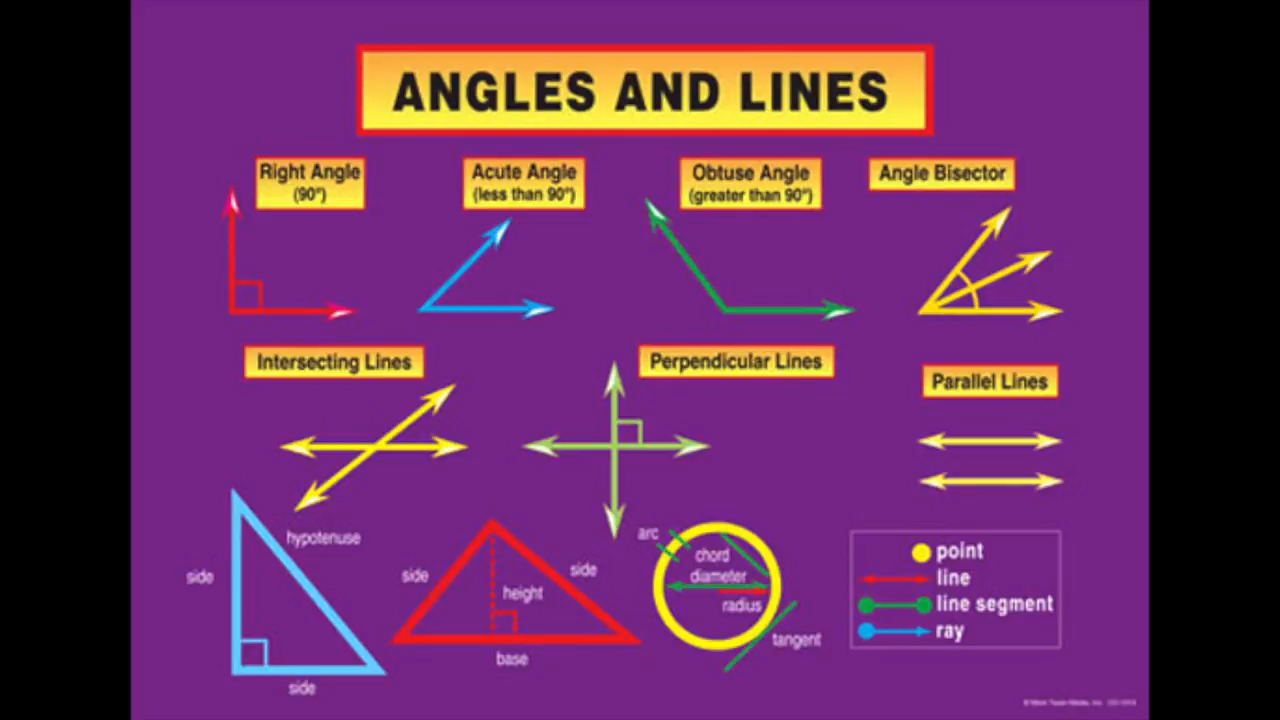 ANGLES AND LINES
Right Angle
(90°)
Acute Angle
(less than 90°)
Obtuse Angle
(greater than 90°)
Angle Bisector
Intersecting Lines
Perpendicular Lines
Parallel Lines
hypotenuse
side
side
side
side
height
base
arc
chord
diameter
radius
tangent
point
line
line segment
ray